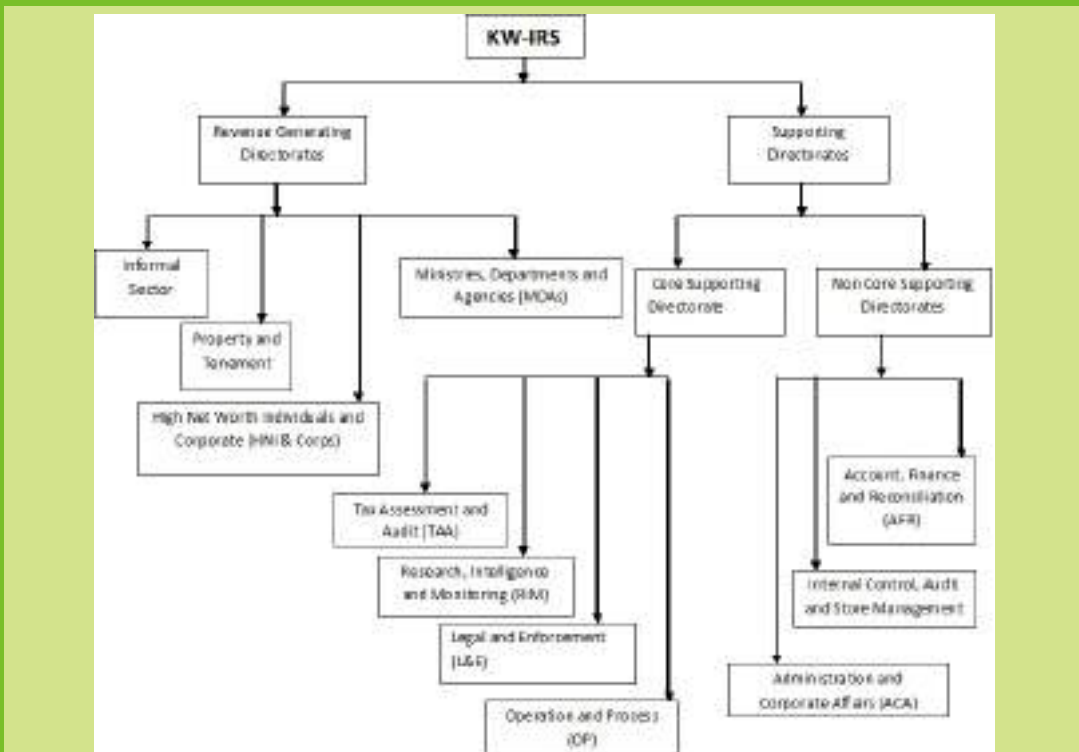 KW-IRS
Revenue Generating
Directorates
Supporting
Directorates
Informal
Sector
Property and
Tenement
High Net Worth Individuals and
Corporate (HNI & Corps)
Ministries, Departments and
Agencies (MDAs)
Core Supporting
Directorate
Non Core Supporting
Directorates
Tax Assessment and
Audit (TAA)
Research, Intelligence
and Monitoring (RIM)
Legal and Enforcement
(L&E)
Operation and Process
(OP)
Account, Finance
and Reconsiliation
(AFR)
Internal Control, Audit
and Store Management
Administration and
Corporate Affairs (ACA)